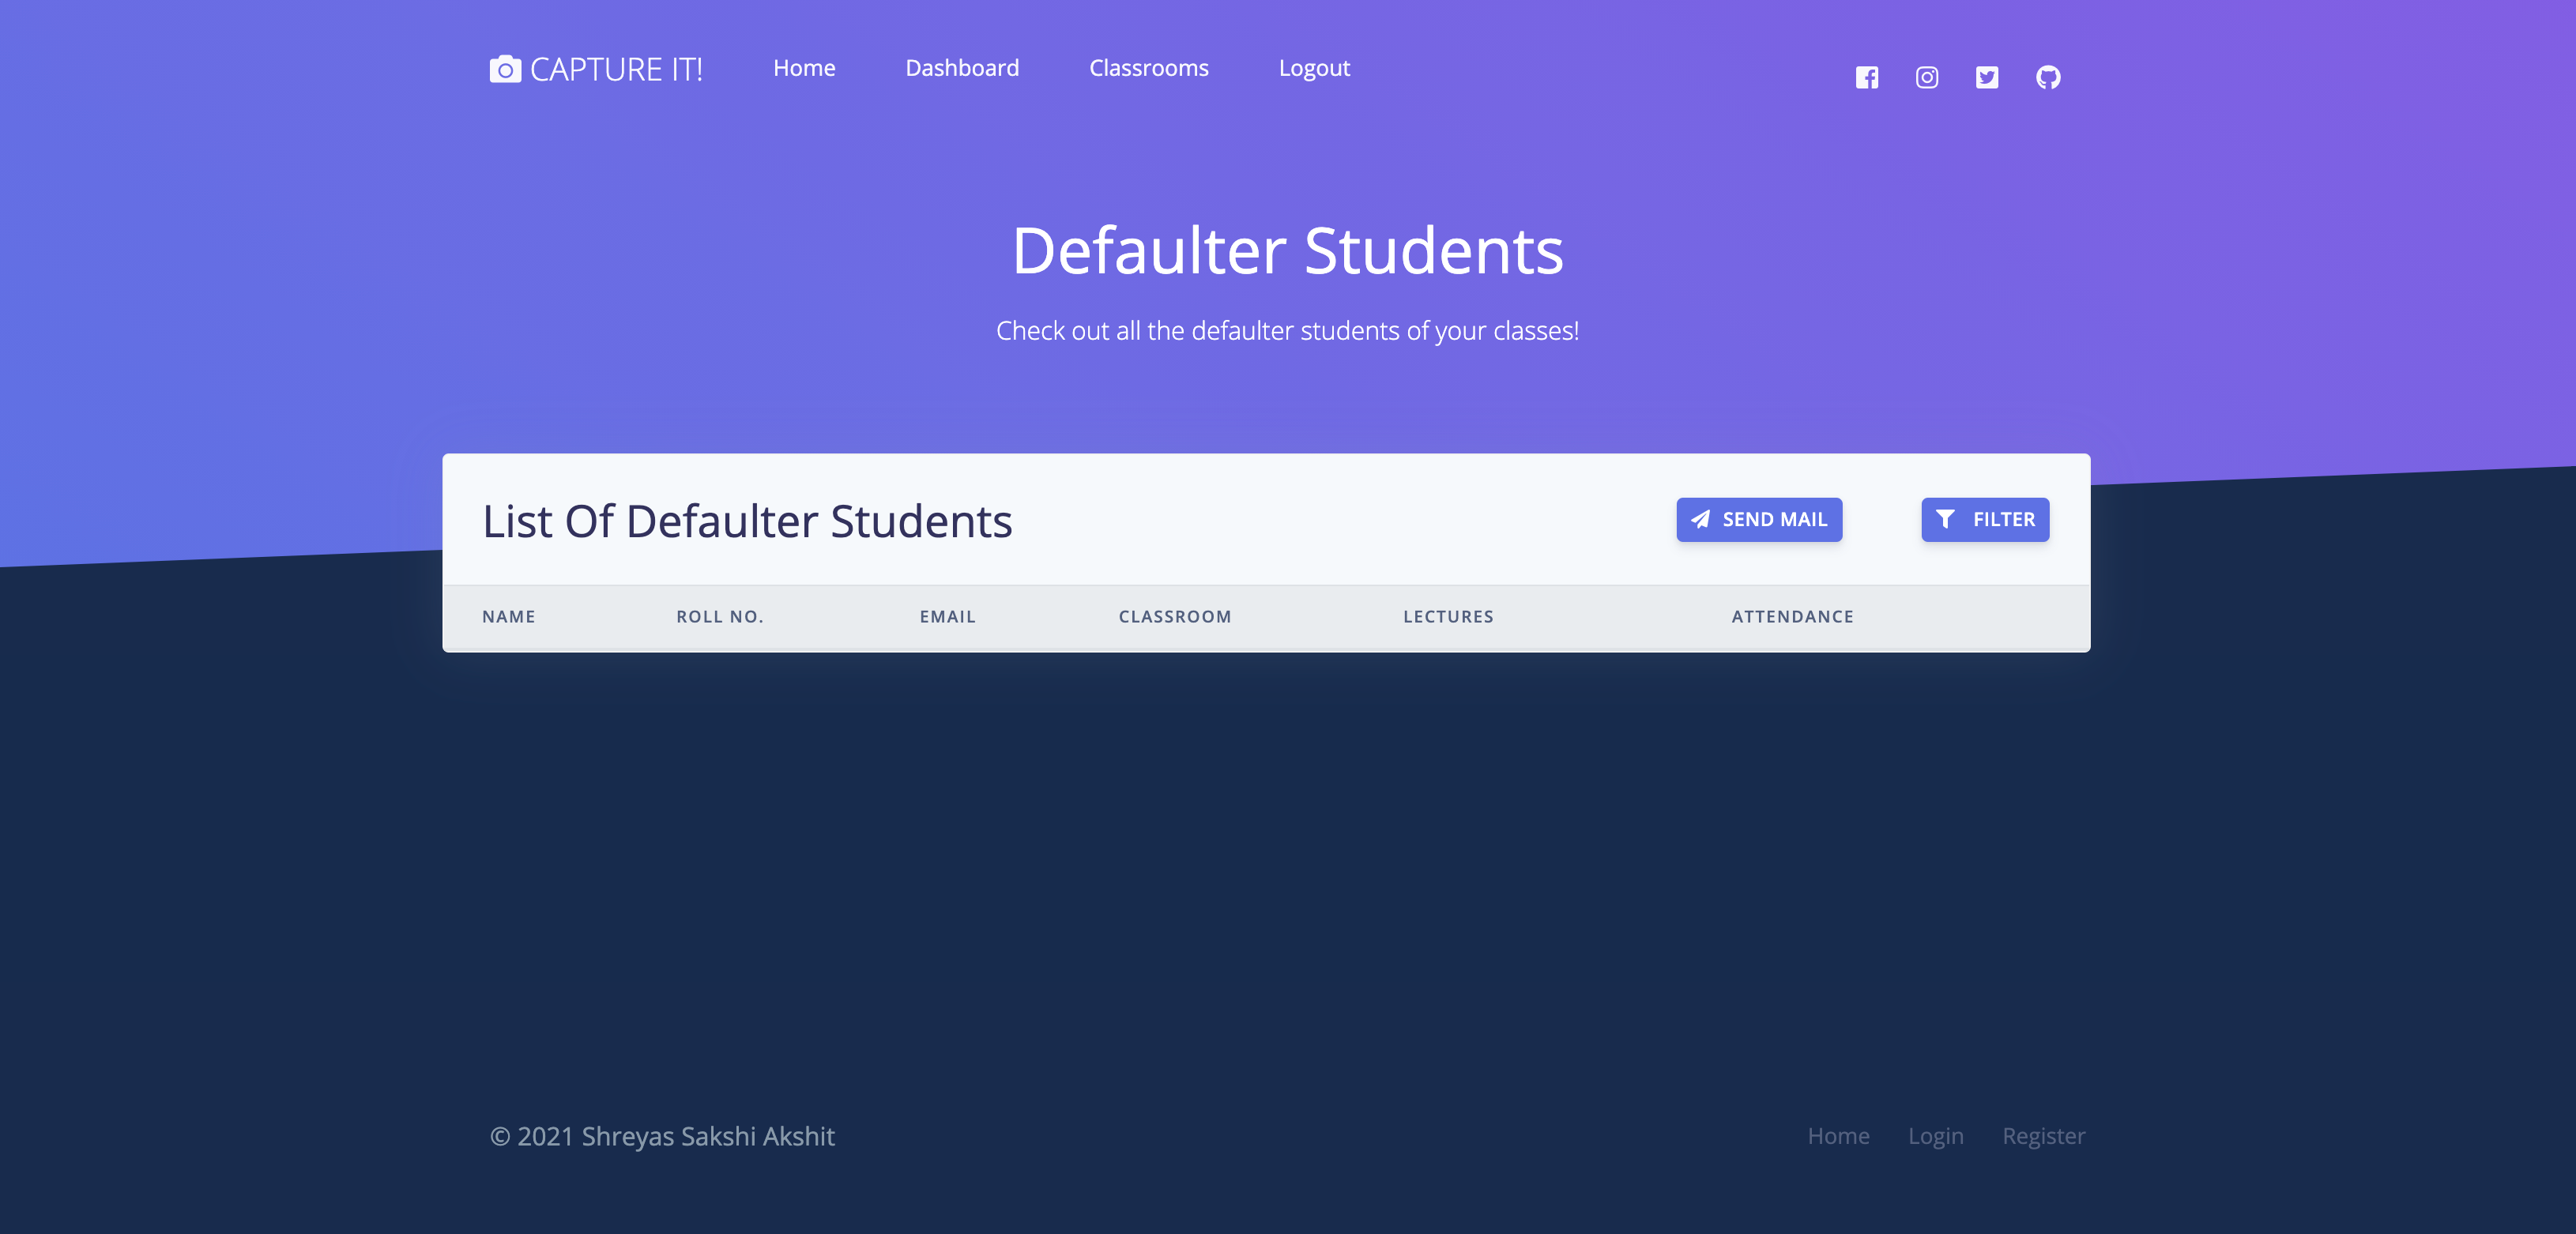 CAPTURE IT! Home Dashboard Classrooms Logout
Defaulter Students
Check out all the defaulter students of your classes!
List Of Defaulter Students SEND MAIL FILTER
NAME ROLL NO. EMAIL CLASSROOM LECTURES ATTENDANCE
© 2021 Shreyas Sakshi Akshit Home Login Register